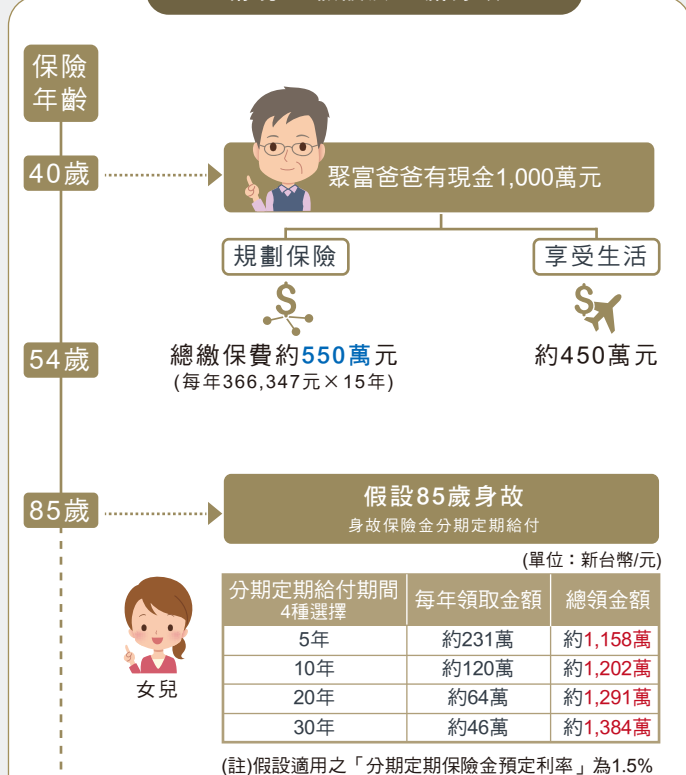 保險
年齡
40歲
聚富爸爸有現金1,000萬元
規劃保險
享受生活
54歲
總繳保費約550萬元
(每年366,347元×15年)
約450萬元
85歲
假設85歲身故
身故保險金分期定期給付
(單位：新台幣/元)
分期定期給付期間
4種選擇
每年領取金額
總領金額
5年 約231萬 約1,158萬
10年 約120萬 約1,202萬
20年 約64萬 約1,291萬
30年 約46萬 約1,384萬
女兒
(註)假設適用之「分期定期保險金預定利率」為1.5%